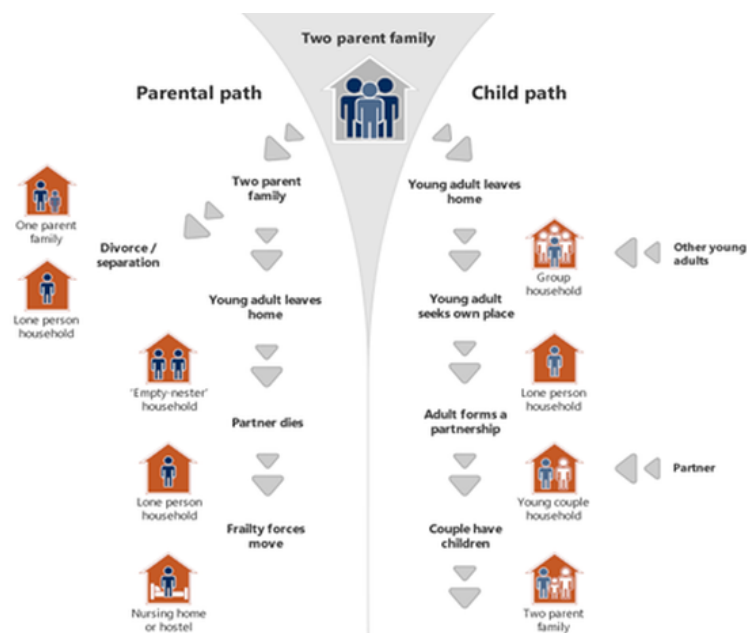 Two parent family
Parental path
Child path
Two parent
family
Young adult leaves
home
One parent
family
Divorce /
separation
Group
household
Other young
adults
Lone person
household
Young adult leaves
home
Young adult
seeks own place
'Empty-nester'
household
Lone person
household
Partner dies
Adult forms a
partnership
Lone person
household
Young couple
household
Partner
Frailty forces
move
Couple have
children
Nursing home
or hostel
Two parent
family